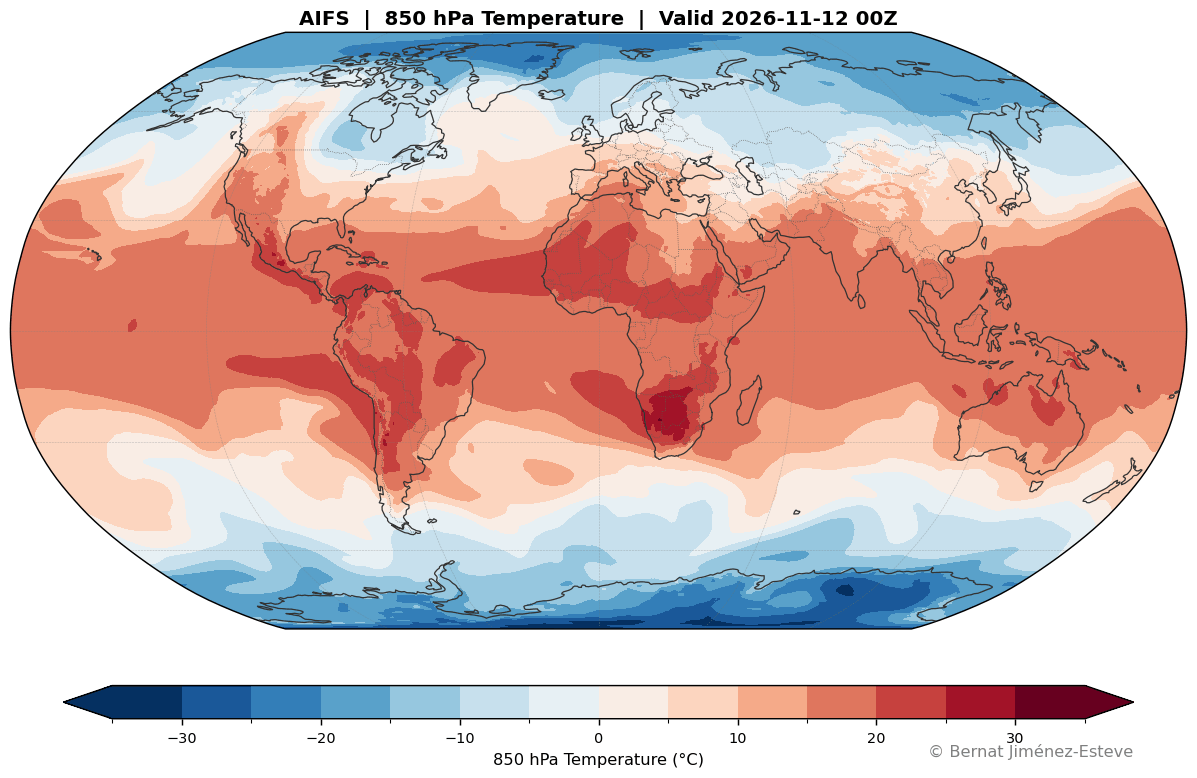 AIFS | 850 hPa Temperature | Valid 2026-11-12 00Z
−30 −20 −10 0 10 20 30
850 hPa Temperature (°C)
© Bernat Jiménez-Esteve